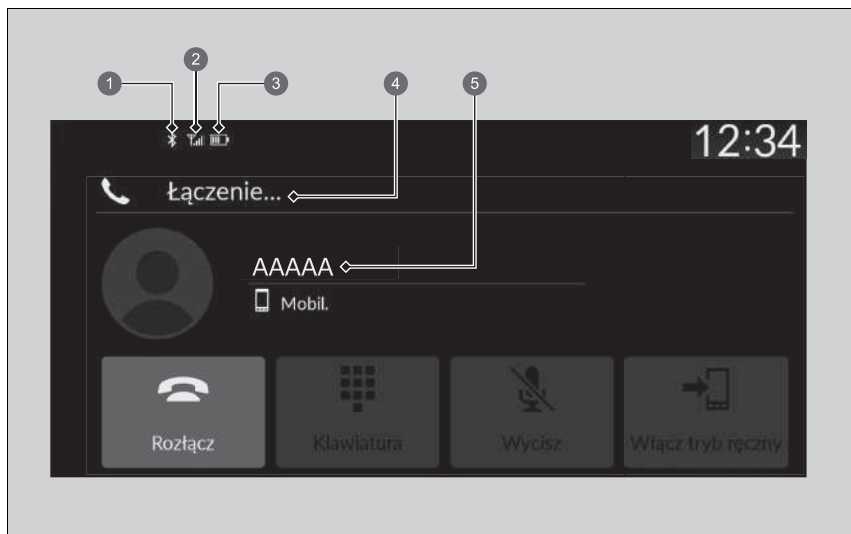 1
2
3
4
5
12:34
Łączenie...
AAAAA
Mobil.
Rozłącz
Klawiatura
Wycisz
Włącz tryb ręczny